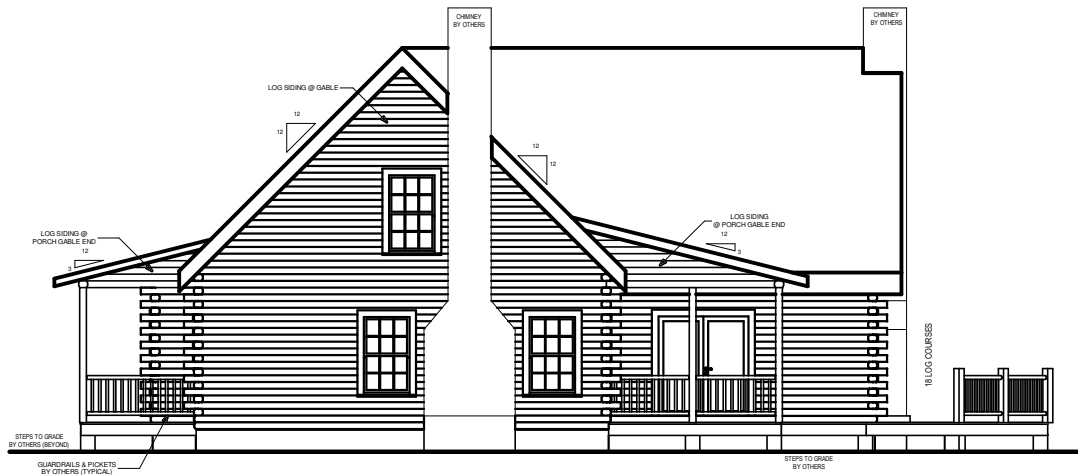 CHIMNEY
BY OTHERS
CHIMNEY
BY OTHERS
LOG SIDING @ GABLE
12
12
12
12
LOG SIDING @
PORCH GABLE END
12
3
LOG SIDING
@ PORCH GABLE END
12
3
18 LOG COURSES
STEPS TO GRADE
BY OTHERS (BEYOND)
GUARDRAILS & PICKETS
BY OTHERS (TYPICAL)
STEPS TO GRADE
BY OTHERS